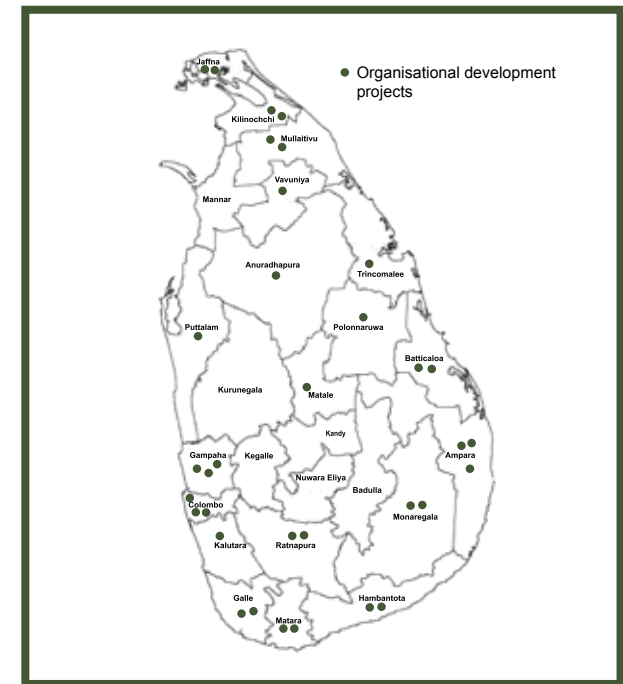 Jaffna
Organisational development
projects
Kilinochchi
Mullaitivu
Vavuniya
Mannar
Anuradhapura
Trincomalee
Puttalam
Polonnaruwa
Batticaloa
Kurunegala
Matale
Kandy
Gampaha
Kegalle
Ampara
Nuwara Eliya
Badulla
Colombo
Monaregala
Kalutara
Ratnapura
Galle
Hambantota
Matara